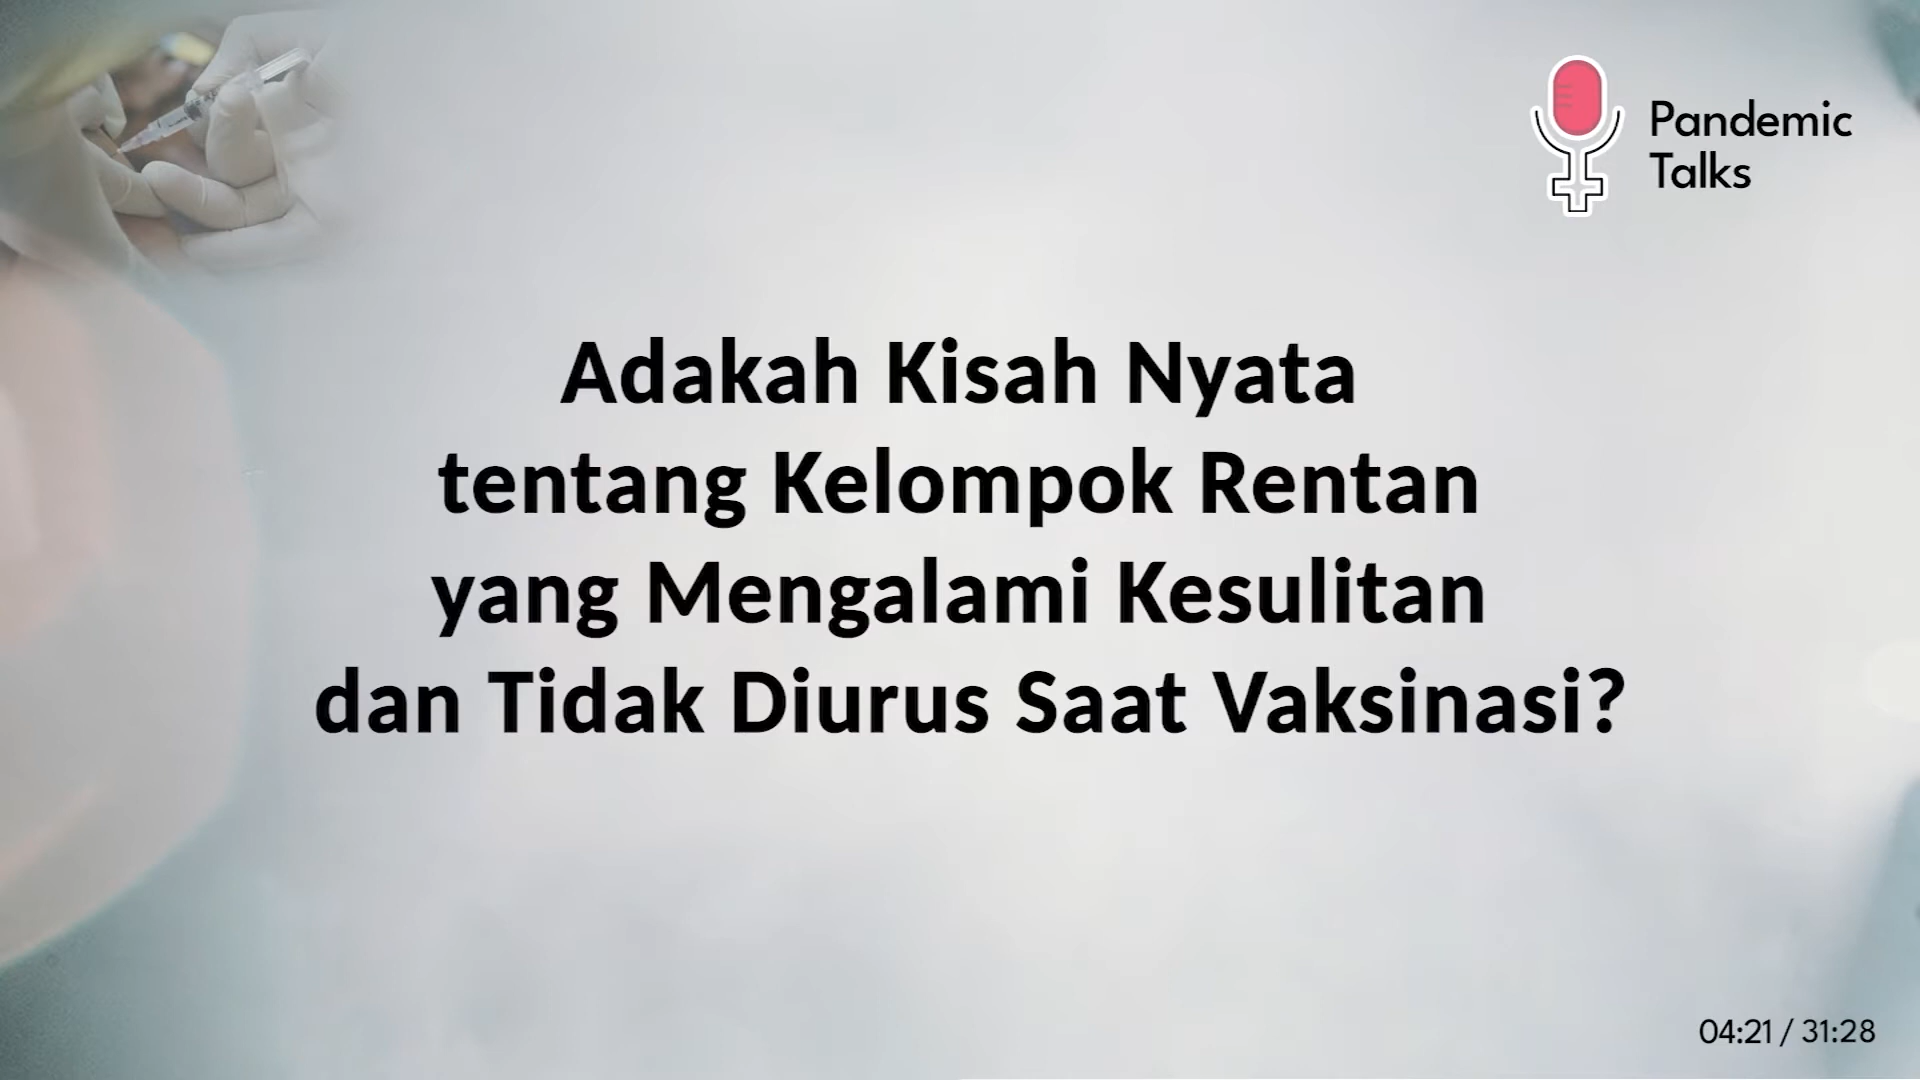 Pandemic
Talks
Adakah Kisah Nyata
tentang Kelompok Rentan
yang Mengalami Kesulitan
dan Tidak Diurus Saat Vaksinasi?
04:21 / 31:28